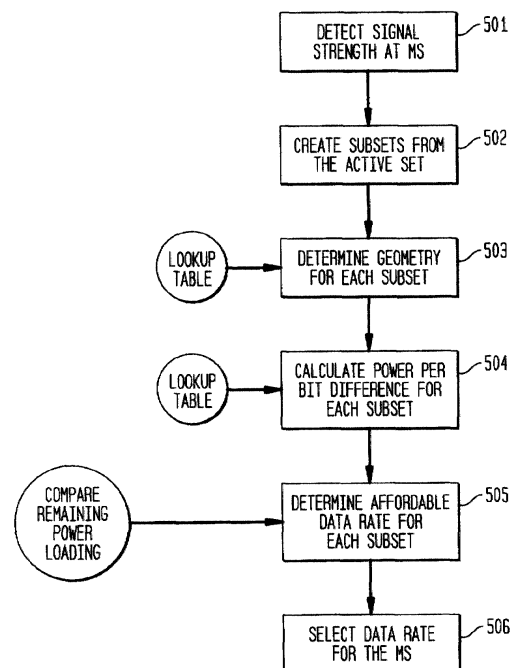 DETECT SIGNAL
STRENGTH AT MS
501
CREATE SUBSETS FROM
THE ACTIVE SET
502
LOOKUP
TABLE
DETERMINE GEOMETRY
FOR EACH SUBSET
503
LOOKUP
TABLE
CALCULATE POWER PER
BIT DIFFERENCE FOR
EACH SUBSET
504
COMPARE
REMAINING
POWER
LOADING
DETERMINE AFFORDABLE
DATA RATE FOR
EACH SUBSET
505
SELECT DATA RATE
FOR THE MS
506